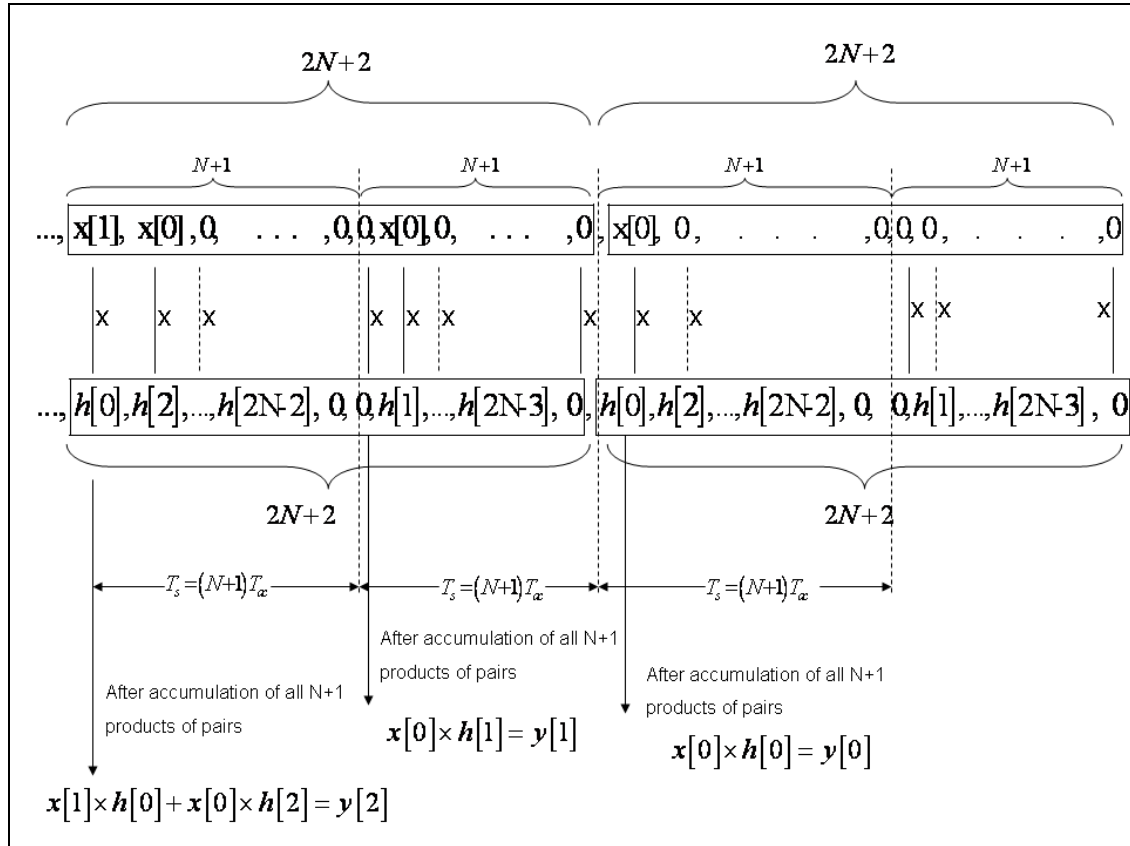 2N+2 2N+2
N+1 N+1 N+1 N+1
..., x[1], x[0] ,0, . . . ,0,0,x[0],0, . . . ,0 , x[0], 0 , . . . ,0,0,0 , . . . ,0
x x x x x x x x x x x x
..., h[0],h[2],...,h[2N-2], 0, 0,h[1],...,h[2N-3], 0, h[0],h[2],...,h[2N-2], 0, 0,h[1],...,h[2N-3] , 0
2N+2 2N+2
T_s=(N+1)T_ac T_s=(N+1)T_ac T_s=(N+1)T_ac
After accumulation of all N+1
products of pairs
x[0]×h[1]= y[1]
After accumulation of all N+1
products of pairs
x[0]×h[0]= y[0]
After accumulation of all N+1
products of pairs
x[1]×h[0]+x[0]×h[2]= y[2]